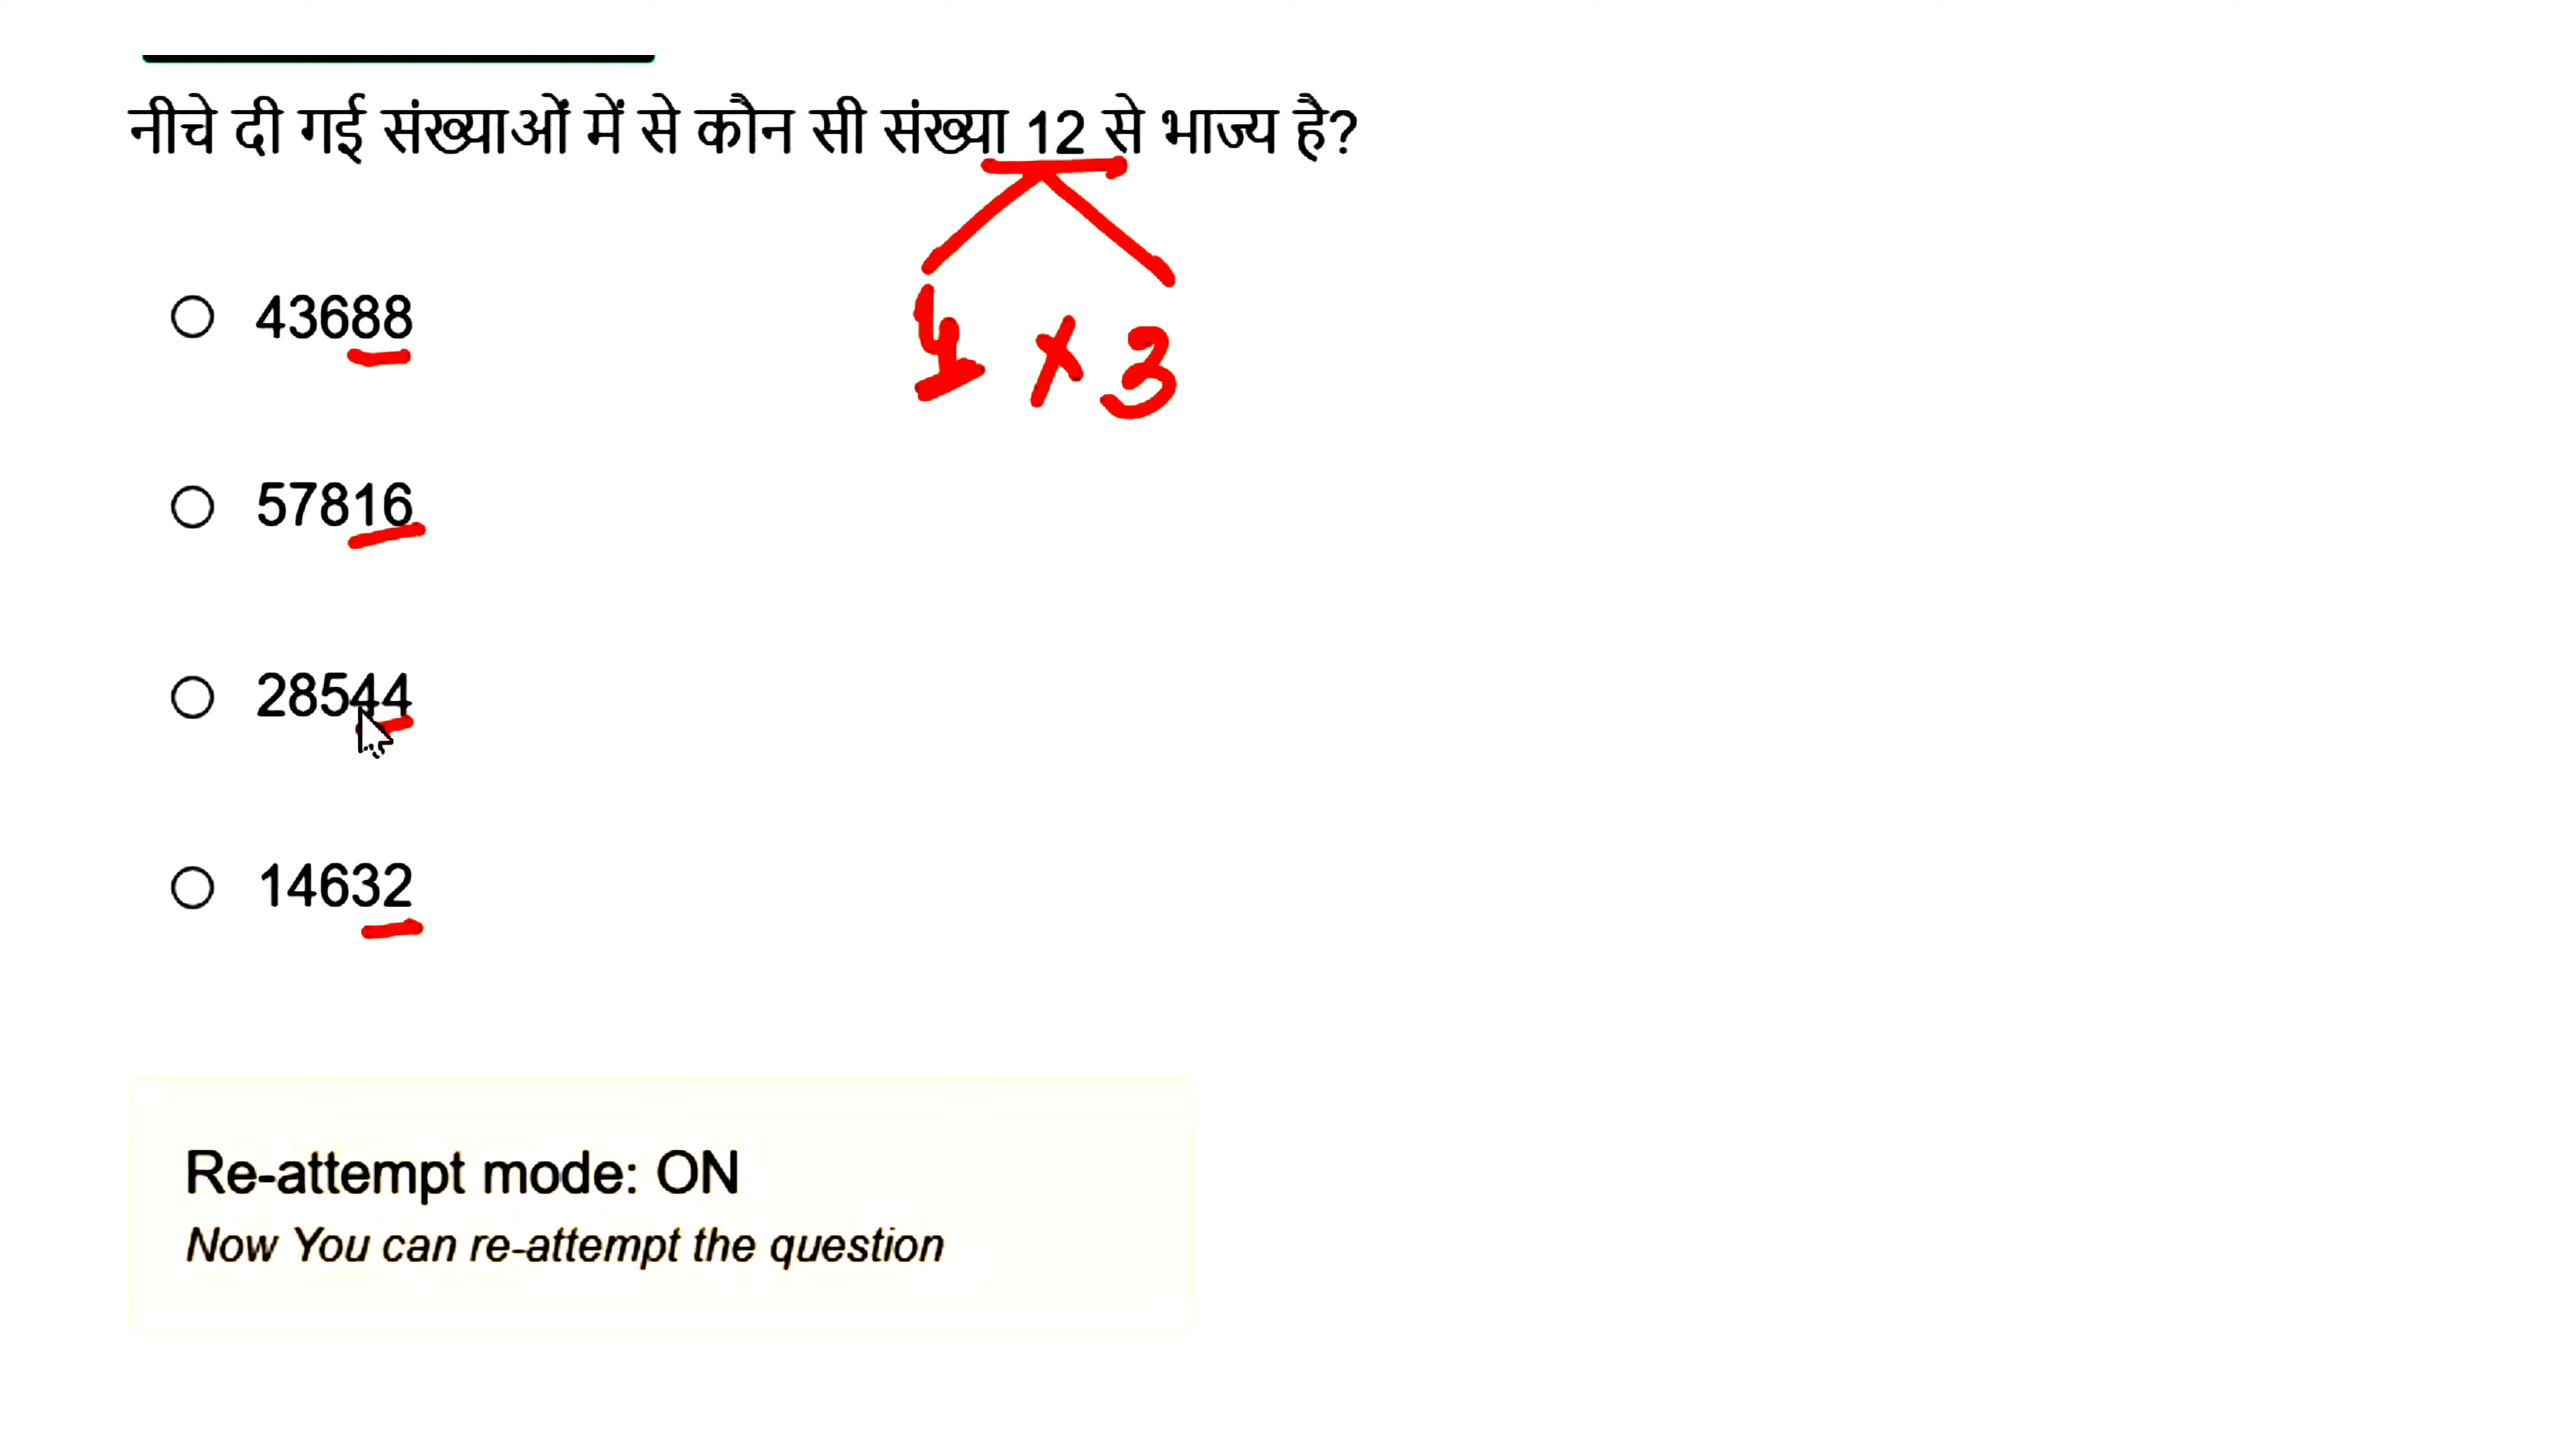 नीचे दी गई संख्याओं में से कौन सी संख्या 12 से भाज्य है?
4 × 3
43688
57816
28544
14632
Re-attempt mode: ON
Now You can re-attempt the question